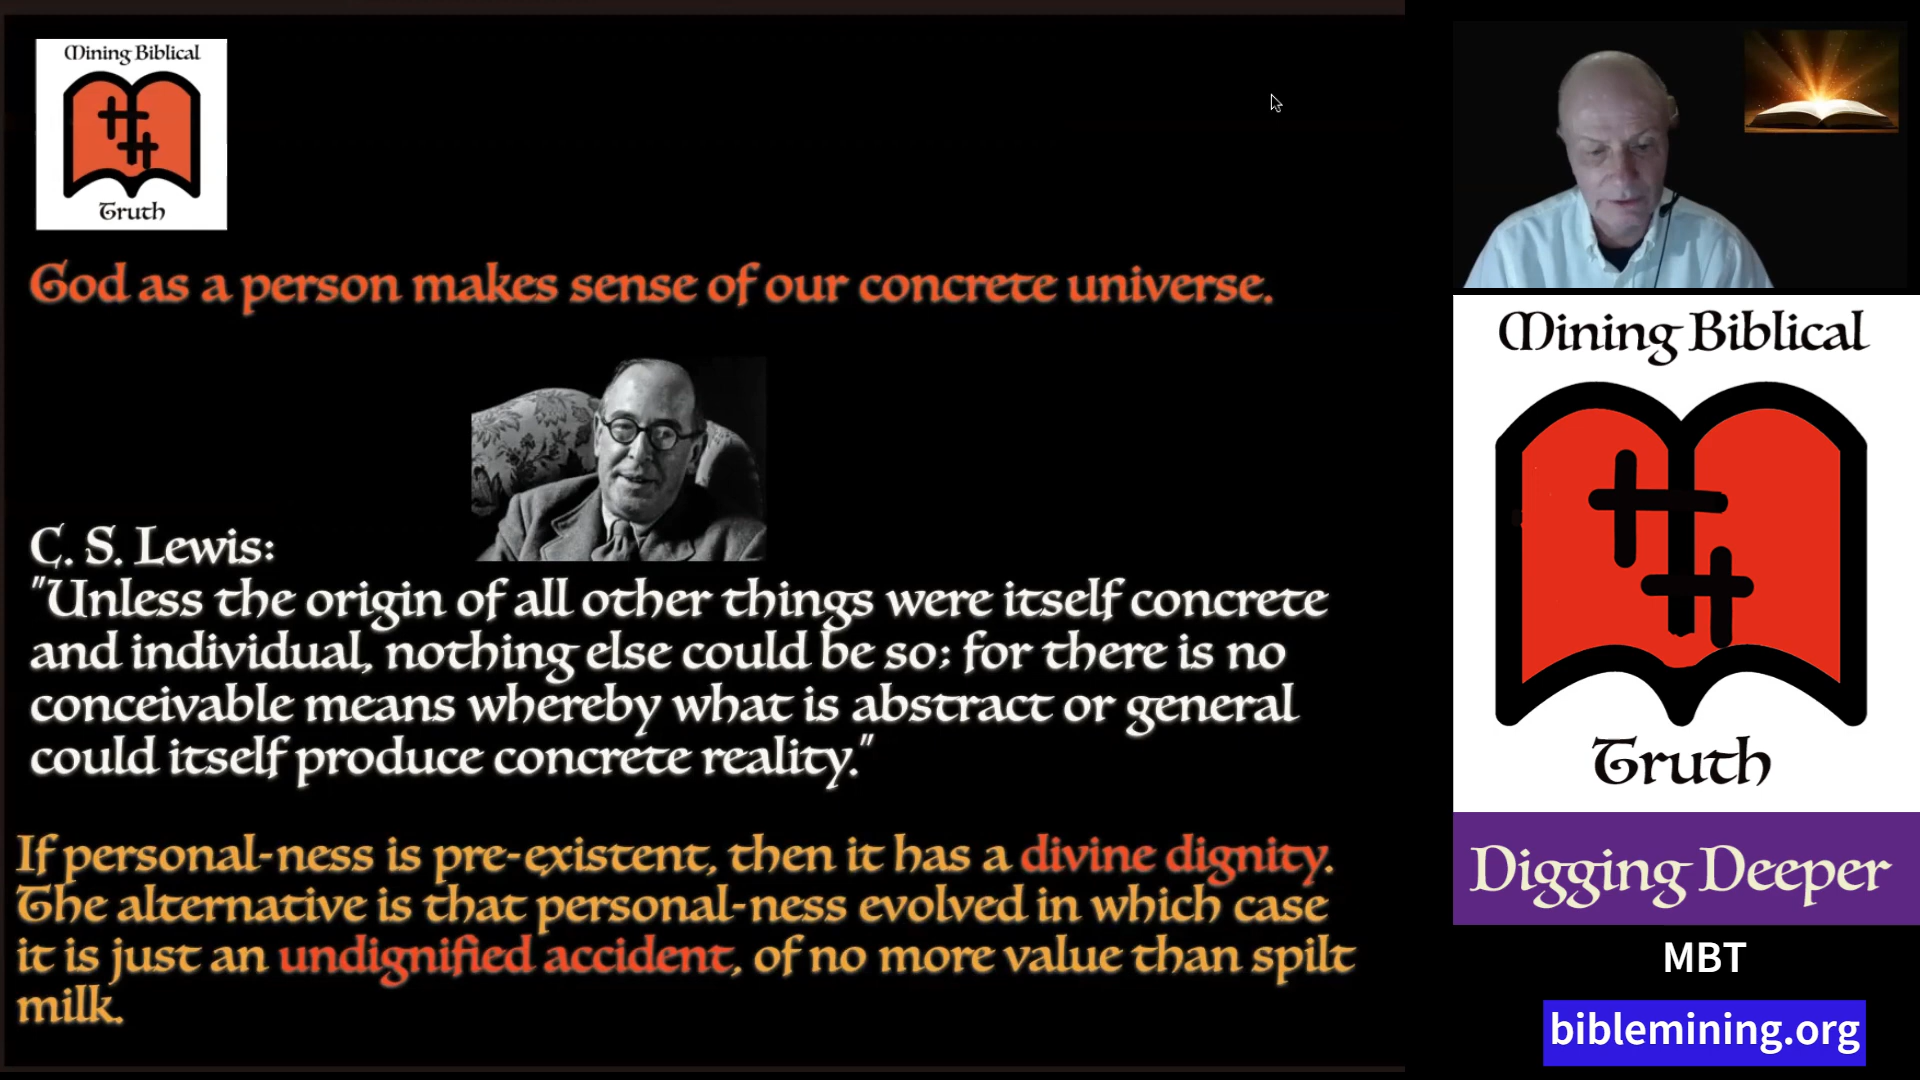 Mining Biblical
Truth
God as a person makes sense of our concrete universe.
C. S. Lewis:
"Unless the origin of all other things were itself concrete
and individual, nothing else could be so; for there is no
conceivable means whereby what is abstract or general
could itself produce concrete reality."
If personal-ness is pre-existent, then it has a divine dignity.
The alternative is that personal-ness evolved in which case
it is just an undignified accident, of no more value than spilt
milk.
Mining Biblical
Truth
Digging Deeper
MBT
biblemining.org